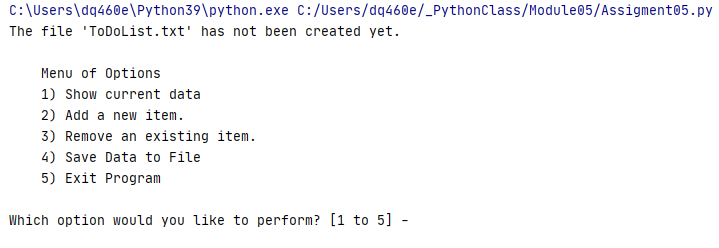 C:\Users\dq460e\Python39\python.exe C:/Users/dq460e/_PythonClass/Module05/Assigment05.py
The file 'ToDoList.txt' has not been created yet.
Menu of Options
1) Show current data
2) Add a new item.
3) Remove an existing item.
4) Save Data to File
5) Exit Program
Which option would you like to perform? [1 to 5] -